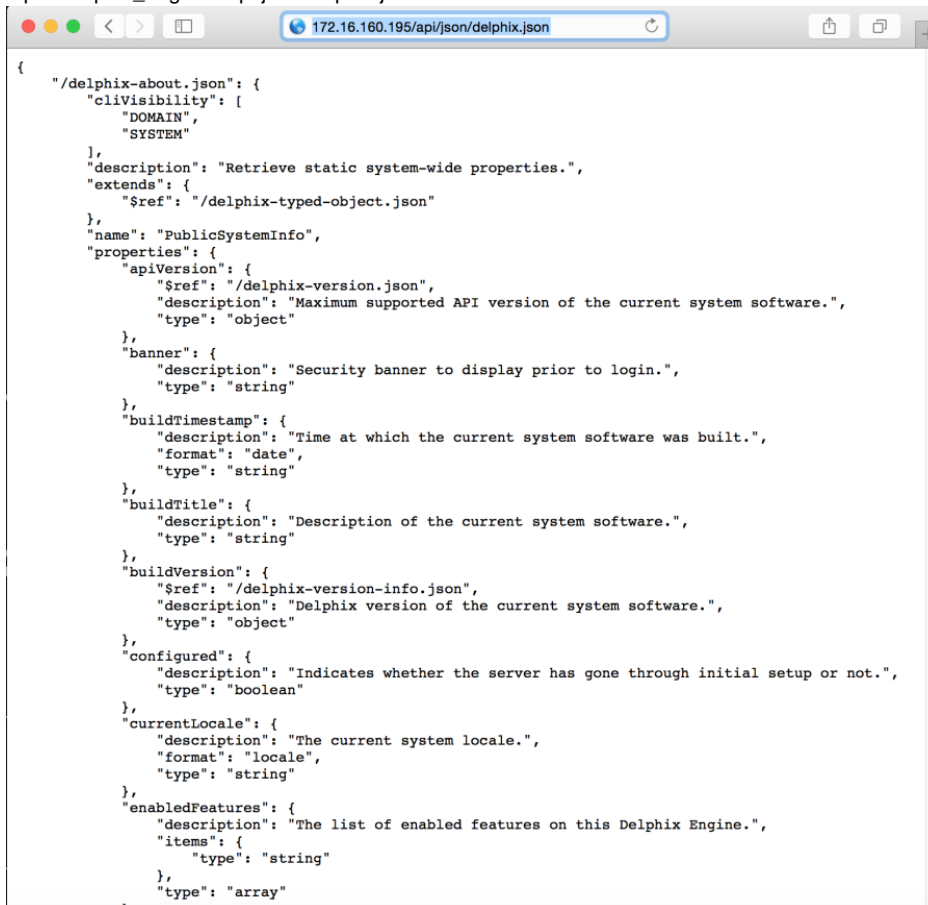 172.16.160.195/api/json/delphix.json
{
    "/delphix-about.json": {
        "cliVisibility": [
            "DOMAIN",
            "SYSTEM"
        ],
        "description": "Retrieve static system-wide properties.",
        "extends": {
            "$ref": "/delphix-typed-object.json"
        },
        "name": "PublicSystemInfo",
        "properties": {
            "apiVersion": {
                "$ref": "/delphix-version.json",
                "description": "Maximum supported API version of the current system software.",
                "type": "object"
            },
            "banner": {
                "description": "Security banner to display prior to login.",
                "type": "string"
            },
            "buildTimestamp": {
                "description": "Time at which the current system software was built.",
                "format": "date",
                "type": "string"
            },
            "buildTitle": {
                "description": "Description of the current system software.",
                "type": "string"
            },
            "buildVersion": {
                "$ref": "/delphix-version-info.json",
                "description": "Delphix version of the current system software.",
                "type": "object"
            },
            "configured": {
                "description": "Indicates whether the server has gone through initial setup or not.",
                "type": "boolean"
            },
            "currentLocale": {
                "description": "The current system locale.",
                "format": "locale",
                "type": "string"
            },
            "enabledFeatures": {
                "description": "The list of enabled features on this Delphix Engine.",
                "items": {
                    "type": "string"
                },
                "type": "array"